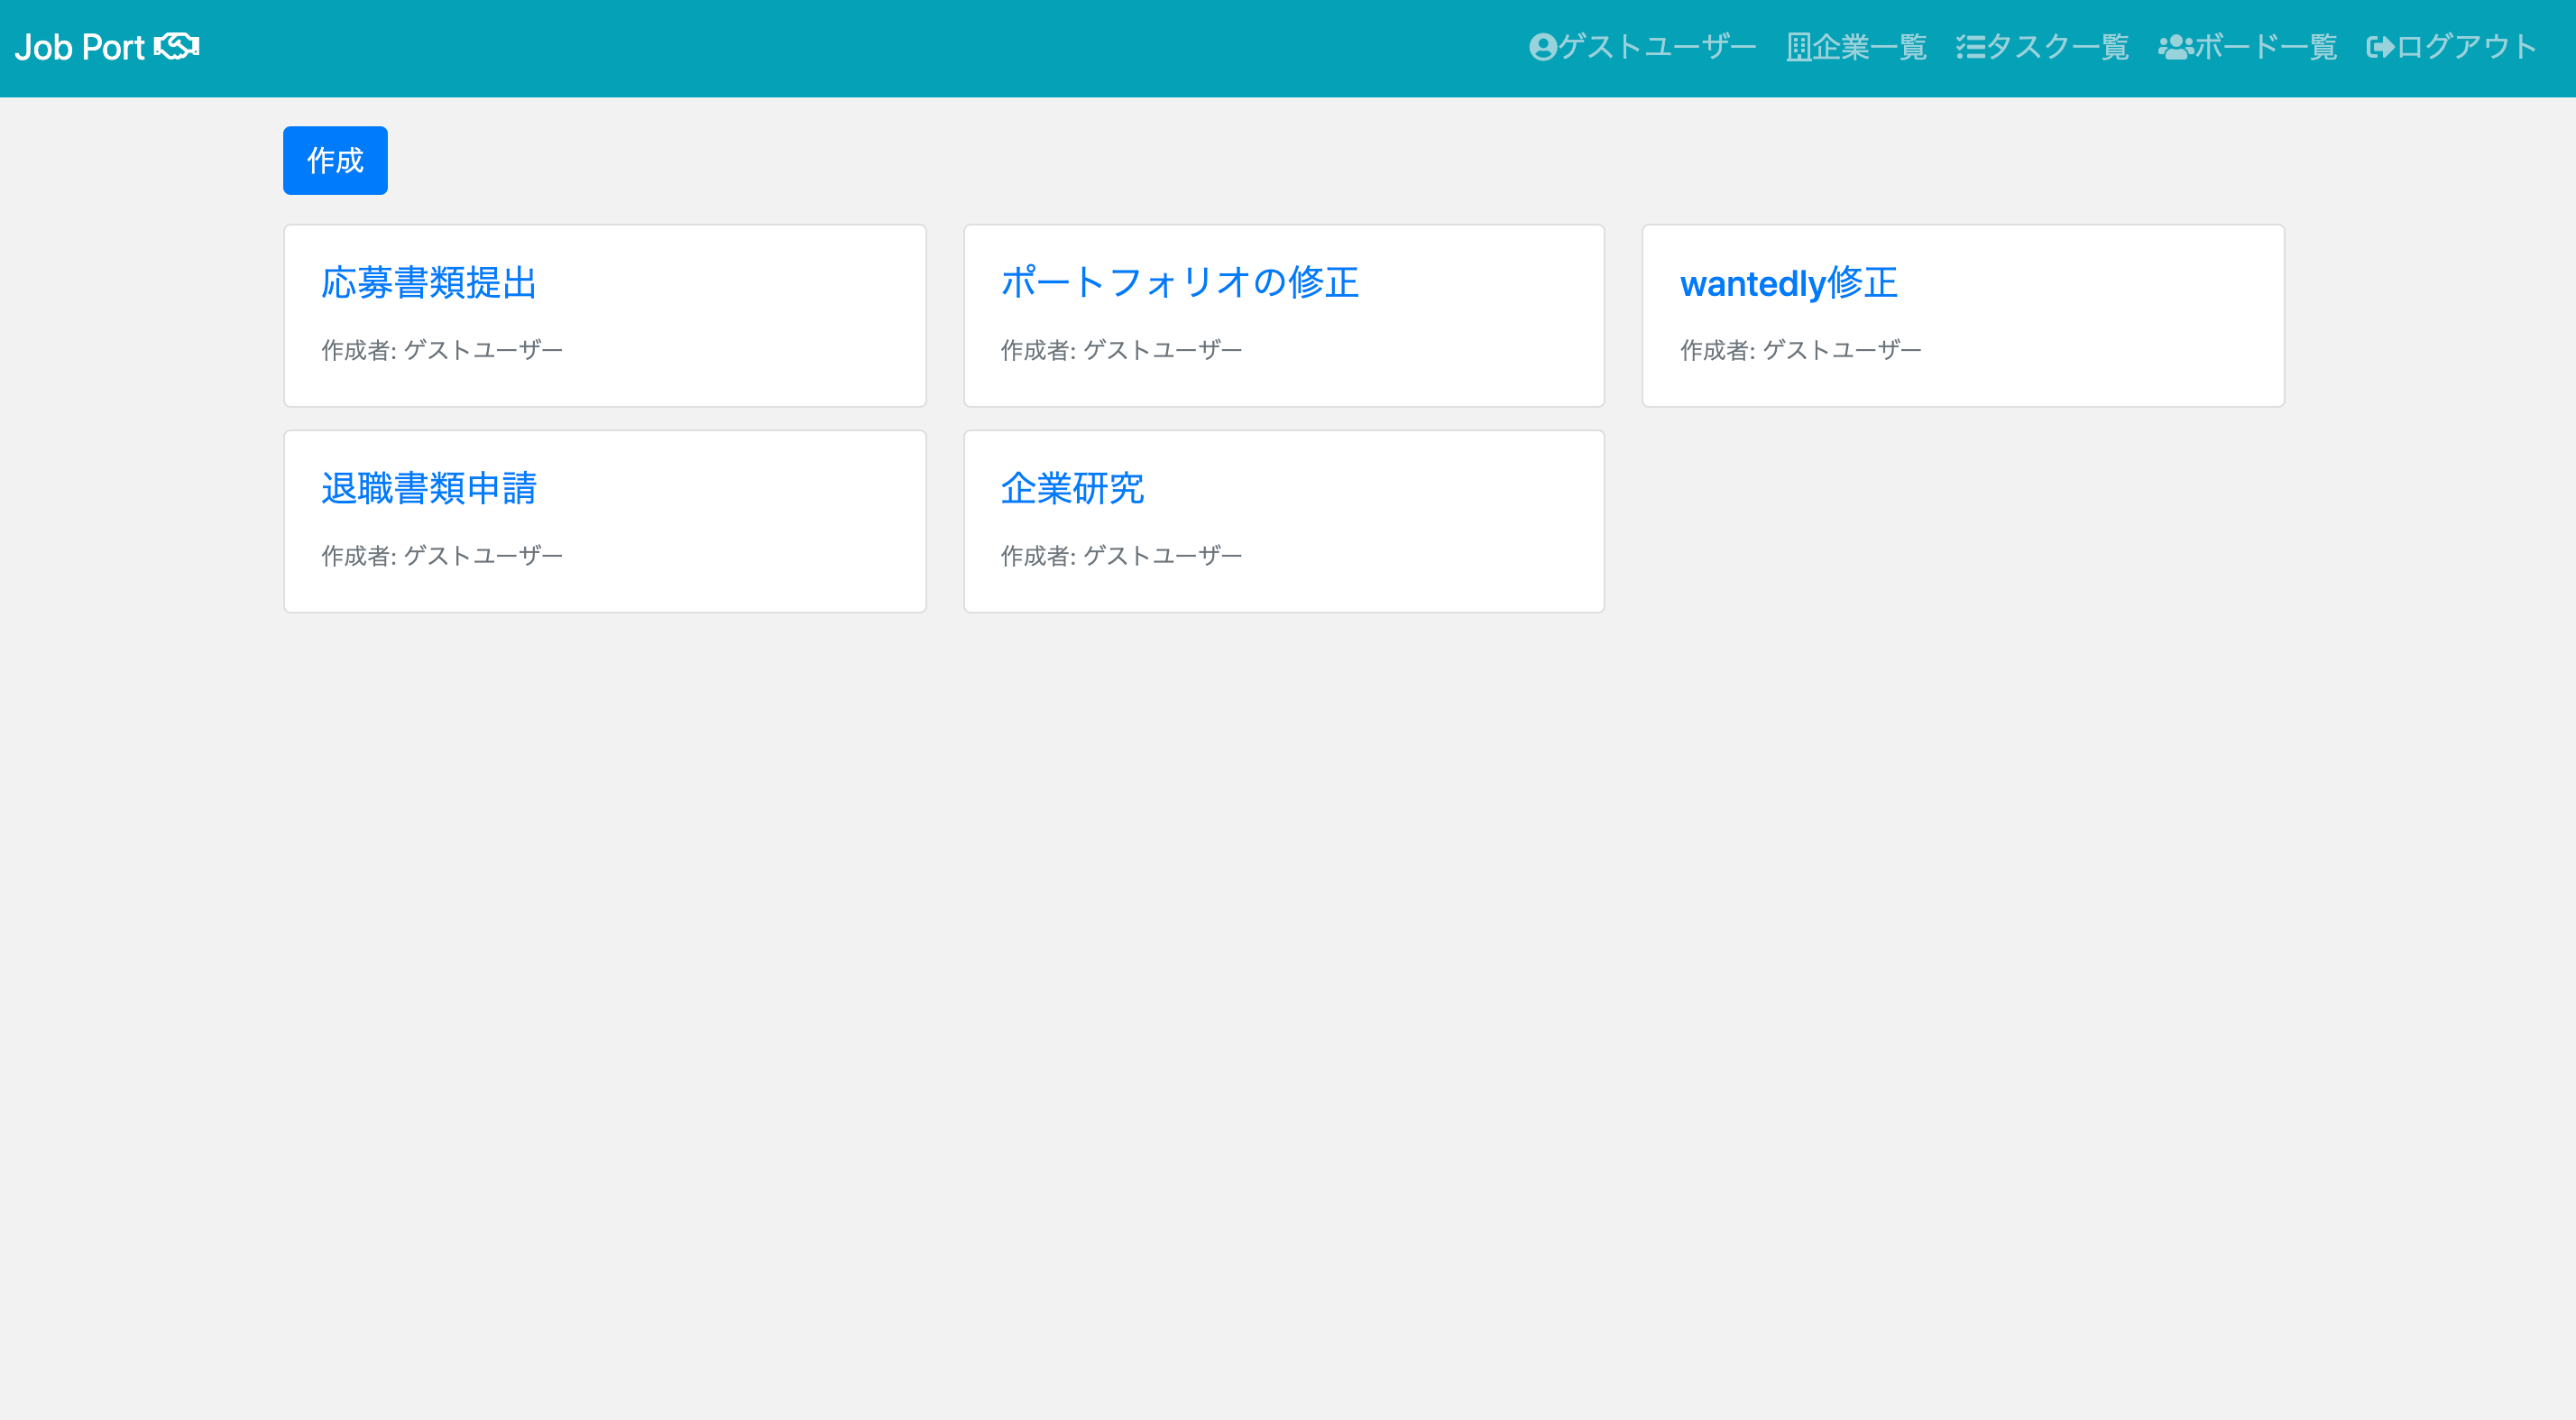 Job Port
ゲストユーザー 企業一覧 タスク一覧 ボード一覧 ログアウト
作成
応募書類提出
作成者: ゲストユーザー
ポートフォリオの修正
作成者: ゲストユーザー
wantedly修正
作成者: ゲストユーザー
退職書類申請
作成者: ゲストユーザー
企業研究
作成者: ゲストユーザー